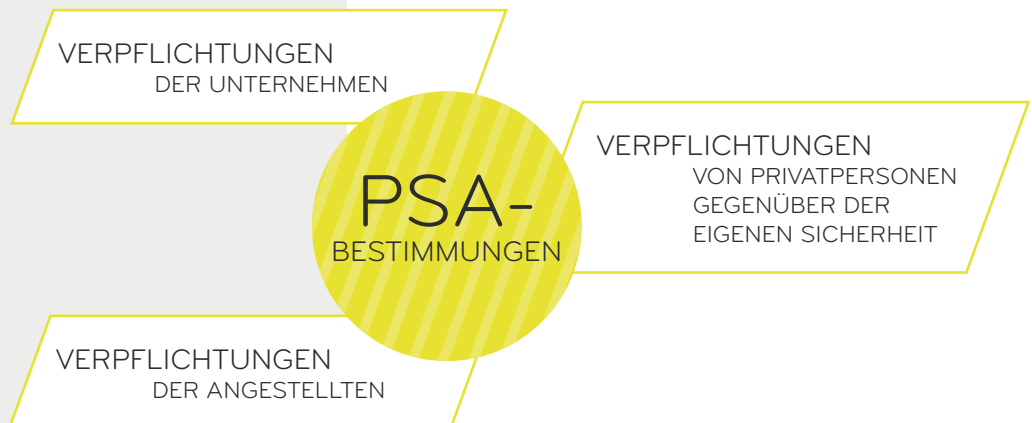 VERPFLICHTUNGEN
DER UNTERNEHMEN
PSA-
BESTIMMUNGEN
VERPFLICHTUNGEN
VON PRIVATPERSONEN
GEGENÜBER DER
EIGENEN SICHERHEIT
VERPFLICHTUNGEN
DER ANGESTELLTEN